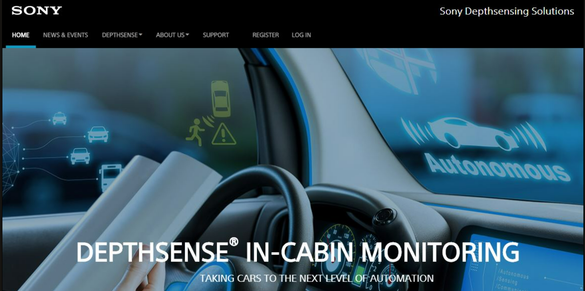 SONY
Sony Depthsensing Solutions
HOME NEWS & EVENTS DEPTHSENSE ABOUT US SUPPORT REGISTER LOG IN
Autonomous
DEPTHSENSE® IN-CABIN MONITORING
TAKING CARS TO THE NEXT LEVEL OF AUTOMATION